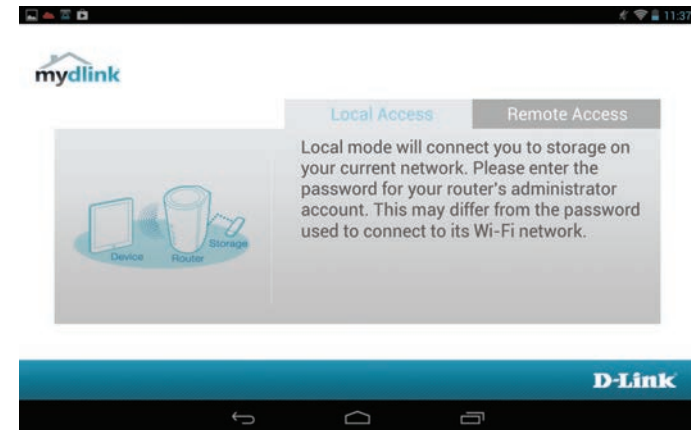 11:37
mydlink
Local Access
Remote Access
Local mode will connect you to storage on
your current network. Please enter the
password for your router's administrator
account. This may differ from the password
used to connect to its Wi-Fi network.
Storage
Device
Router
D-Link